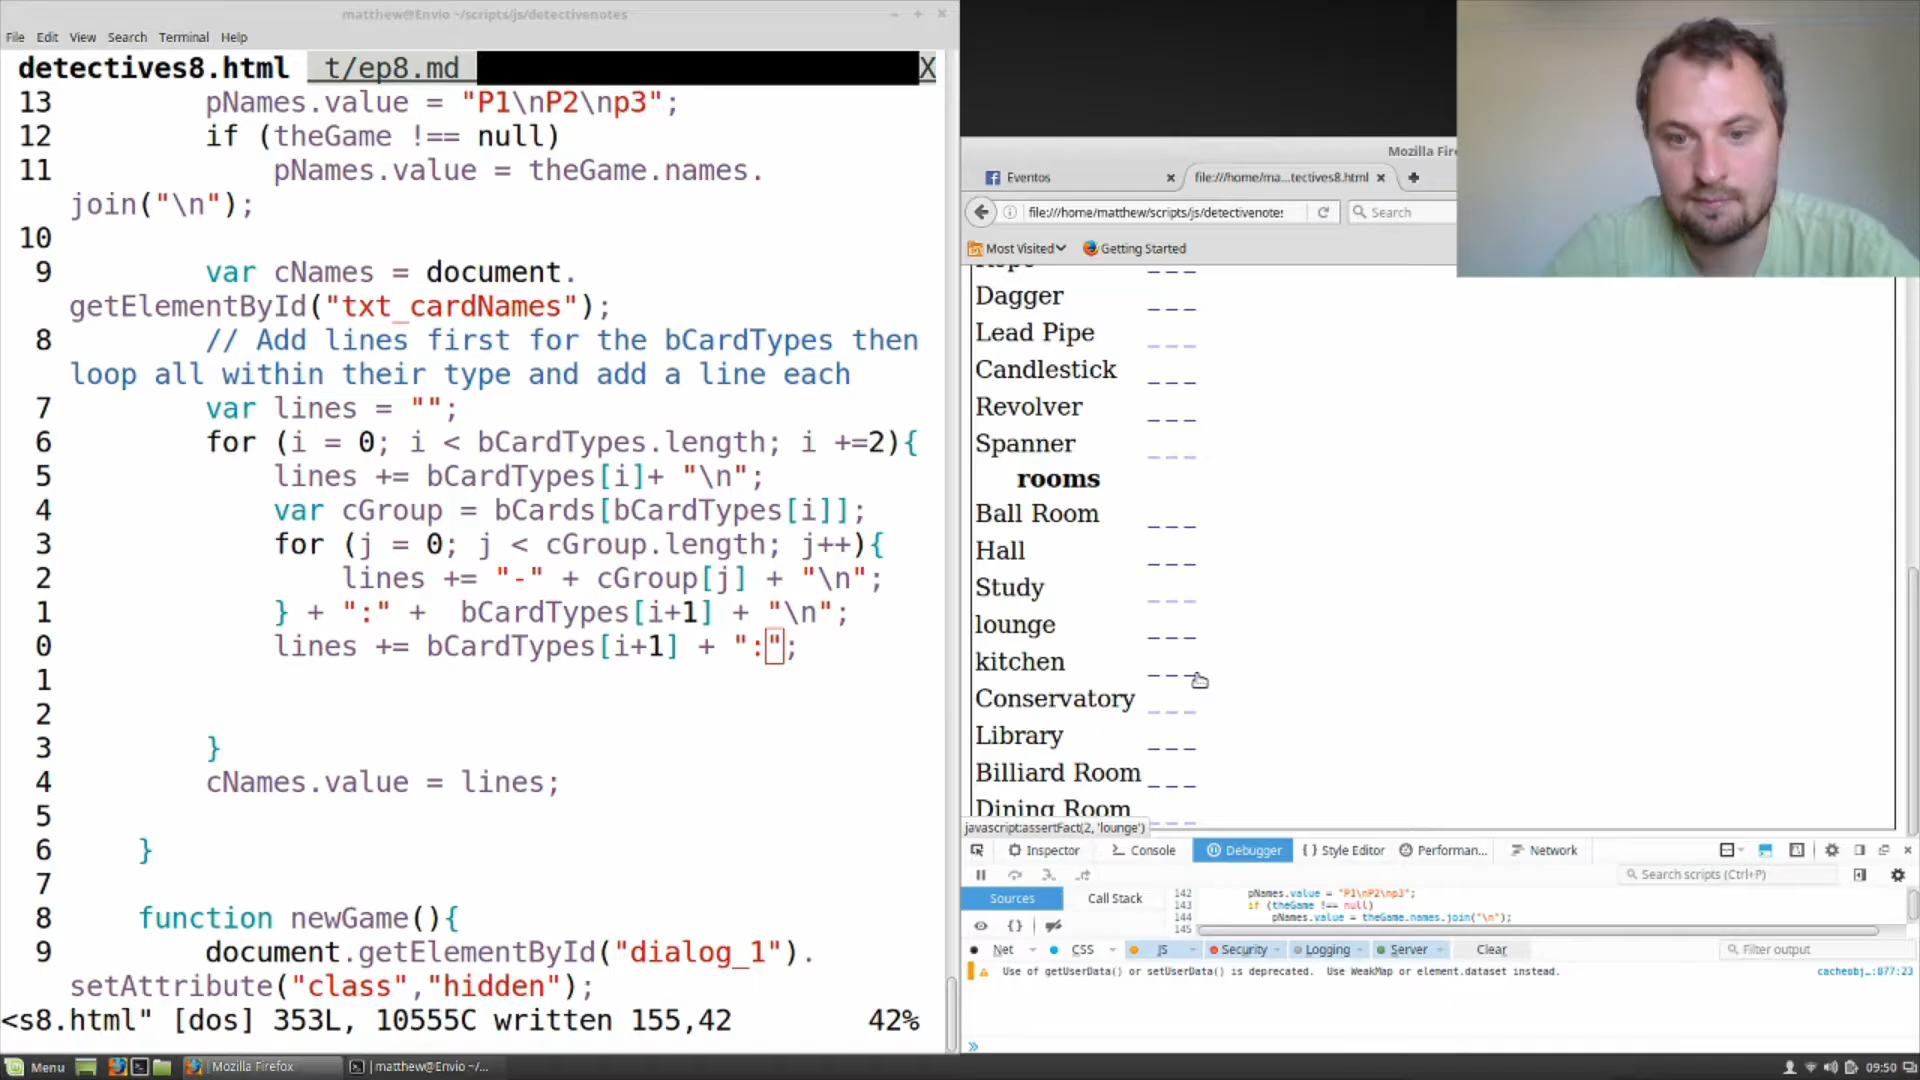 matthew@Envio ~/scripts/js/detectivenotes
File Edit View Search Terminal Help
detectives8.html t/ep8.md X
13 pNames.value = "P1\nP2\np3";
12 if (theGame !== null)
11 pNames.value = theGame.names.
join("\n");
10
9 var cNames = document.
getElementById("txt_cardNames");
8 // Add lines first for the bCardTypes then
loop all within their type and add a line each
7 var lines = "";
6 for (i = 0; i < bCardTypes.length; i +=2){
5 lines += bCardTypes[i]+ "\n";
4 var cGroup = bCards[bCardTypes[i]];
3 for (j = 0; j < cGroup.length; j++){
2 lines += "-" + cGroup[j] + "\n";
1 } + ":" +  bCardTypes[i+1] + "\n";
0 lines += bCardTypes[i+1] + ":";
1
2
3 }
4 cNames.value = lines;
5
6 }
7
8 function newGame(){
9 document.getElementById("dialog_1").
setAttribute("class","hidden");
<s8.html" [dos] 353L, 10555C written 155,42 42%
Mozilla Fire
Eventos × file:///home/ma...tectives8.html ×
file:///home/matthew/scripts/js/detectivenote: Search
Most Visited Getting Started
Dagger _ _ _
Lead Pipe _ _ _
Candlestick _ _ _
Revolver _ _ _
Spanner _ _ _
rooms
Ball Room _ _ _
Hall _ _ _
Study _ _ _
lounge _ _ _
kitchen _ _ _
Conservatory _ _ _
Library _ _ _
Billiard Room _ _ _
Dining Room _ _ _
javascript:assertFact(2, 'lounge')
Inspector Console Debugger { } Style Editor Performan... Network
Search scripts (Ctrl+P)
Sources Call Stack
142 pNames.value = "P1\nP2\np3";
143 if (theGame !== null)
144 pNames.value = theGame.names.join("\n");
145
Net CSS JS Security Logging Server Clear Filter output
Use of getUserData() or setUserData() is deprecated. Use WeakMap or element.dataset instead. cacheobj_:877:23
»
Menu Mozilla Firefox matthew@Envio ~/... 09:50